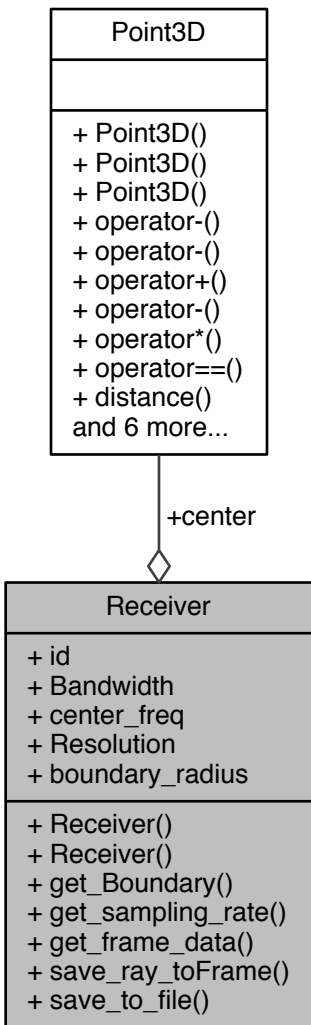 Point3D
+ Point3D()
+ Point3D()
+ Point3D()
+ operator-()
+ operator-()
+ operator+()
+ operator-()
+ operator*()
+ operator==()
+ distance()
and 6 more...
+center
Receiver
+ id
+ Bandwidth
+ center_freq
+ Resolution
+ boundary_radius
+ Receiver()
+ Receiver()
+ get_Boundary()
+ get_sampling_rate()
+ get_frame_data()
+ save_ray_toFrame()
+ save_to_file()